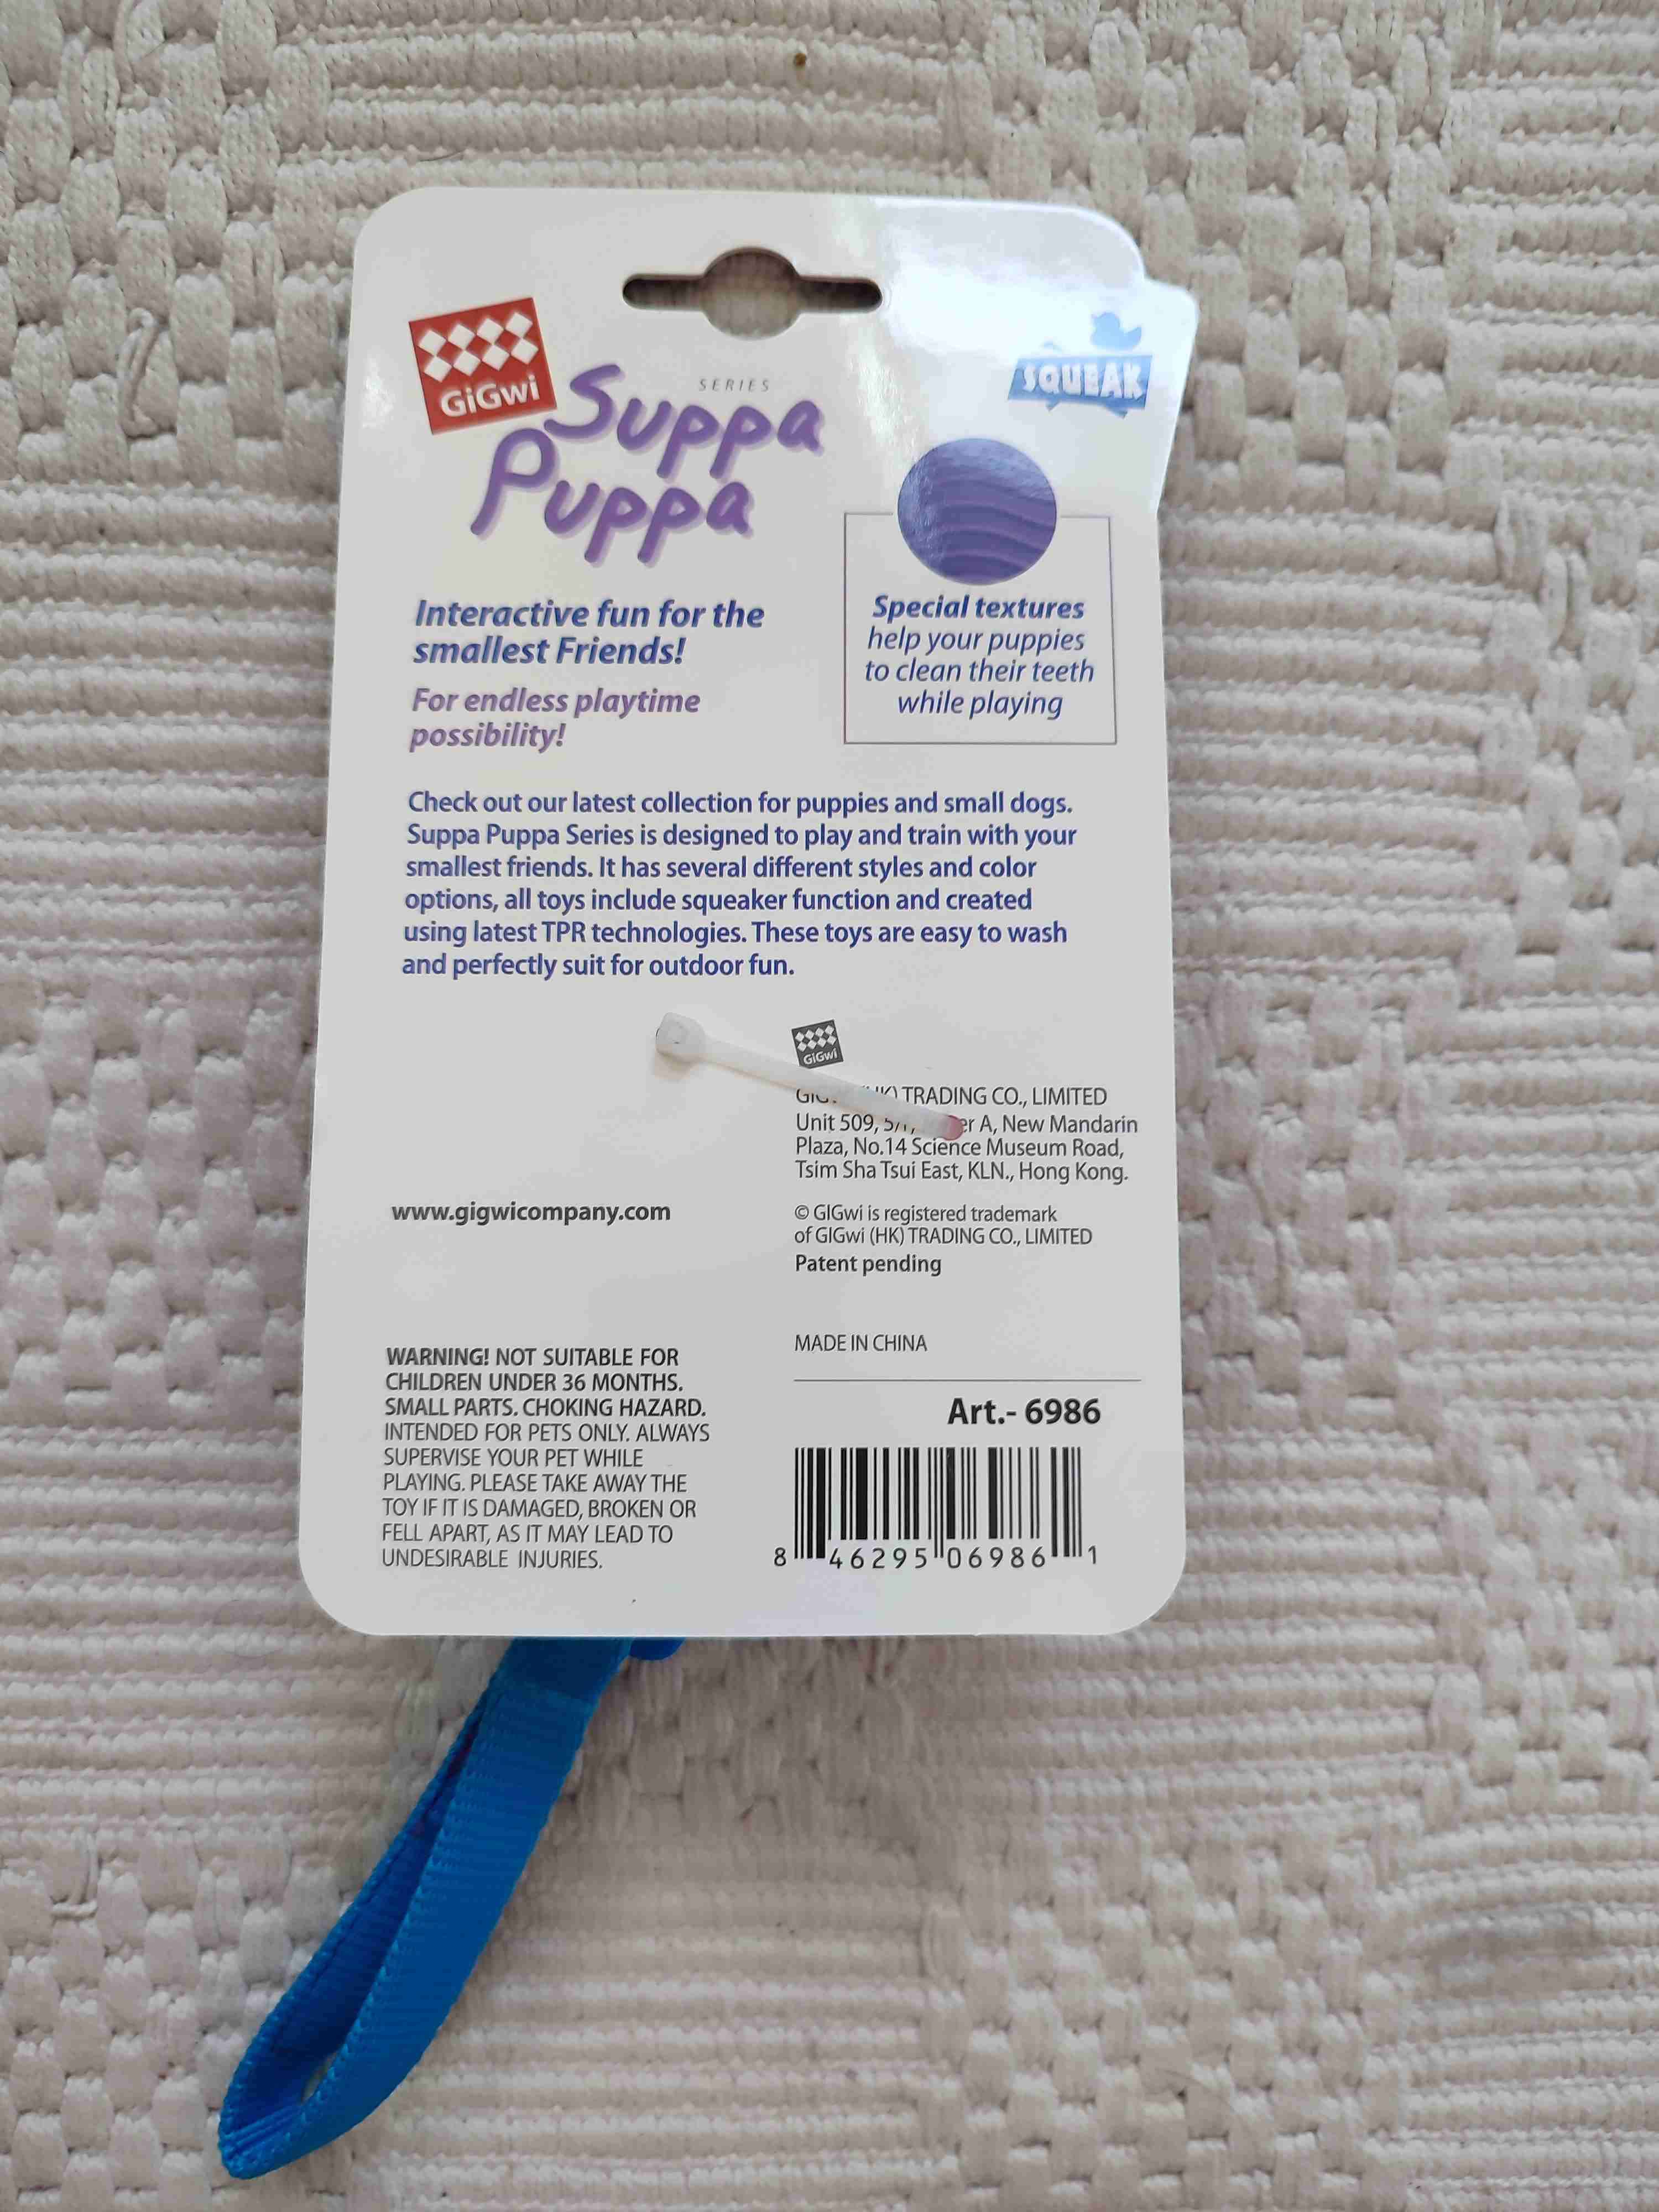 GiGwi
SERIES
Suppa
Puppa
SQUEAK
Interactive fun for the
smallest Friends!
For endless playtime
possibility!
Special textures
help your puppies
to clean their teeth
while playing
Check out our latest collection for puppies and small dogs.
Suppa Puppa Series is designed to play and train with your
smallest friends. It has several different styles and color
options, all toys include squeaker function and created
using latest TPR technologies. These toys are easy to wash
and perfectly suit for outdoor fun.
GiGwi
TRADING CO., LIMITED
Unit 509, A, New Mandarin
Plaza, No.14 Science Museum Road,
Tsim Sha Tsui East, KLN., Hong Kong.
www.gigwicompany.com
© GIGwi is registered trademark
of GIGwi (HK) TRADING CO., LIMITED
Patent pending
MADE IN CHINA
WARNING! NOT SUITABLE FOR
CHILDREN UNDER 36 MONTHS.
SMALL PARTS. CHOKING HAZARD.
INTENDED FOR PETS ONLY. ALWAYS
SUPERVISE YOUR PET WHILE
PLAYING. PLEASE TAKE AWAY THE
TOY IF IT IS DAMAGED, BROKEN OR
FELL APART, AS IT MAY LEAD TO
UNDESIRABLE INJURIES.
Art.- 6986
8 46295 06986 1